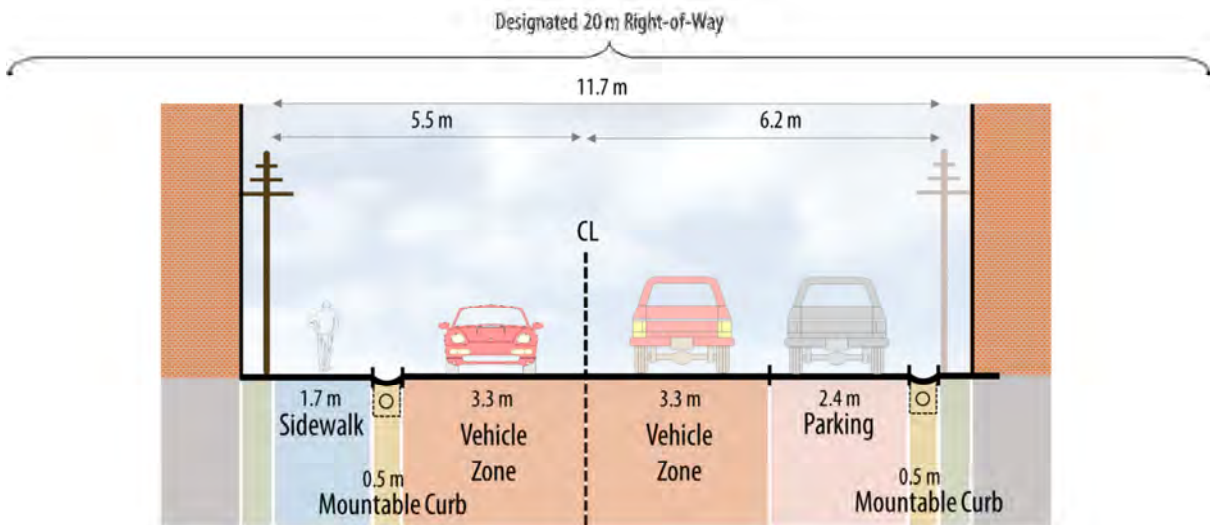 Designated 20 m Right-of-Way
11.7 m
5.5 m
6.2 m
CL
1.7 m
Sidewalk
3.3 m
Vehicle
Zone
3.3 m
Vehicle
Zone
2.4 m
Parking
0.5 m
Mountable Curb
0.5 m
Mountable Curb